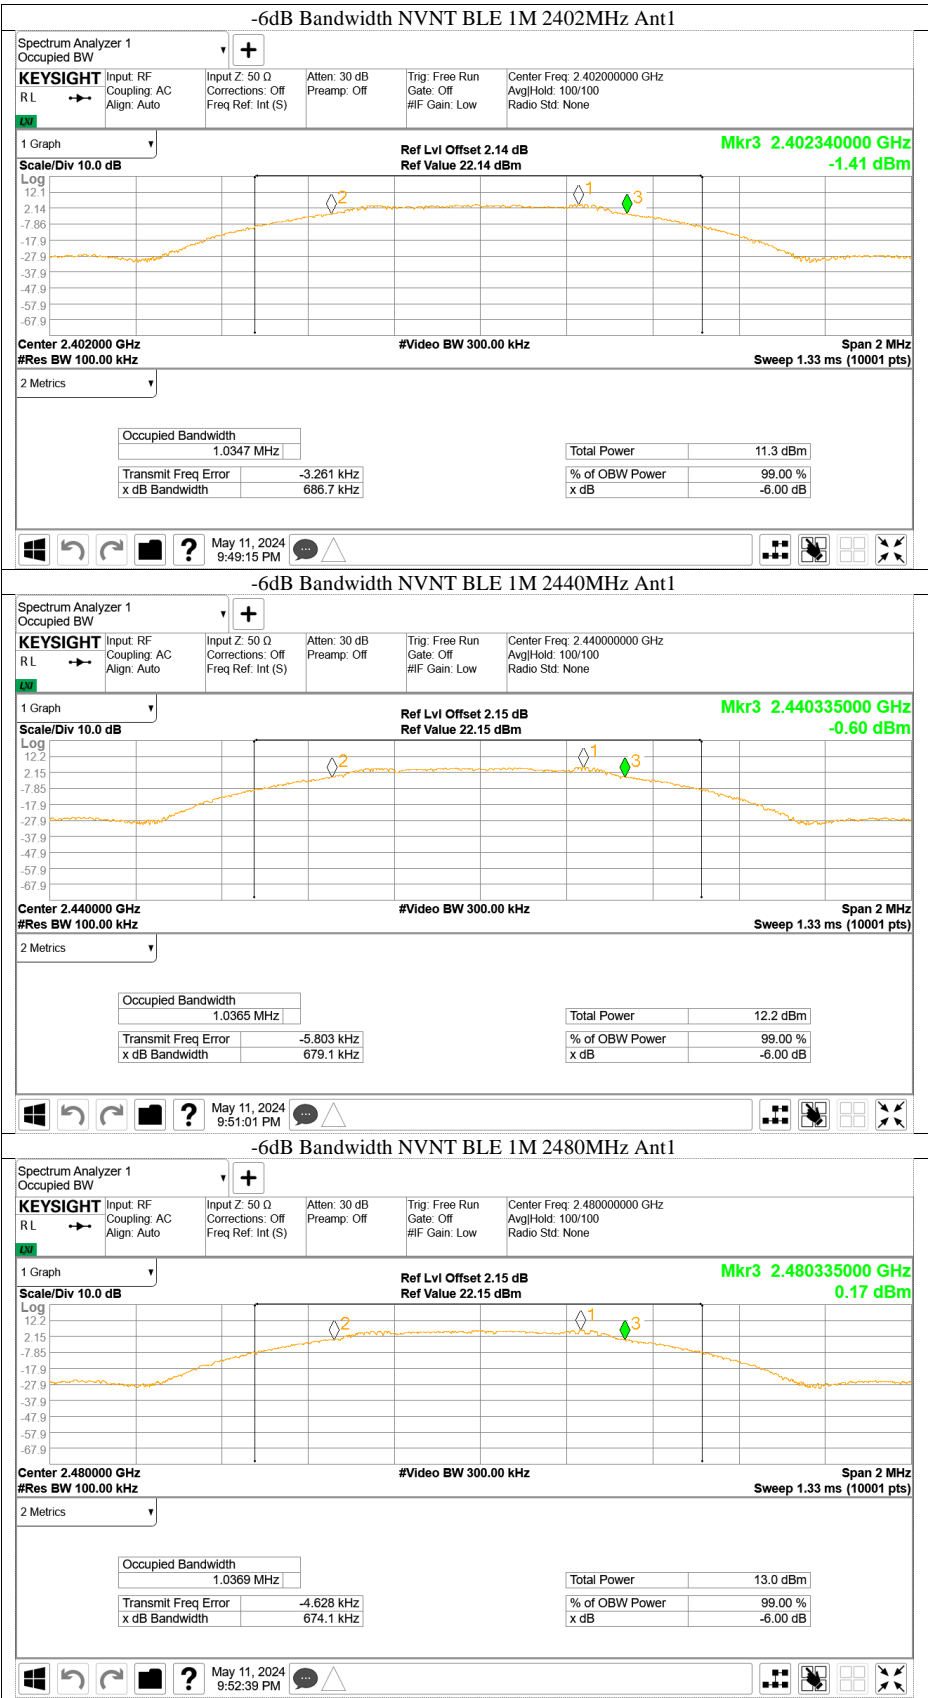 -6dB Bandwidth NVNT BLE 1M 2402MHz Ant1
Spectrum Analyzer 1
Occupied BW
KEYSIGHT Input: RF Input Z: 50 Ω Atten: 30 dB Trig: Free Run Center Freq: 2.402000000 GHz
RL Coupling: AC Corrections: Off Preamp: Off Gate: Off Avg|Hold: 100/100
Align: Auto Freq Ref: Int (S) #IF Gain: Low Radio Std: None
LXI
1 Graph Ref Lvl Offset 2.14 dB Mkr3 2.402340000 GHz
Scale/Div 10.0 dB Ref Value 22.14 dBm -1.41 dBm
Log
12.1
2.14
-7.86
-17.9
-27.9
-37.9
-47.9
-57.9
-67.9
2 1 3
Center 2.402000 GHz #Video BW 300.00 kHz Span 2 MHz
#Res BW 100.00 kHz Sweep 1.33 ms (10001 pts)
2 Metrics
Occupied Bandwidth
1.0347 MHz Total Power 11.3 dBm
Transmit Freq Error -3.261 kHz % of OBW Power 99.00 %
x dB Bandwidth 686.7 kHz x dB -6.00 dB
? May 11, 2024
9:49:15 PM
-6dB Bandwidth NVNT BLE 1M 2440MHz Ant1
Spectrum Analyzer 1
Occupied BW
KEYSIGHT Input: RF Input Z: 50 Ω Atten: 30 dB Trig: Free Run Center Freq: 2.440000000 GHz
RL Coupling: AC Corrections: Off Preamp: Off Gate: Off Avg|Hold: 100/100
Align: Auto Freq Ref: Int (S) #IF Gain: Low Radio Std: None
LXI
1 Graph Ref Lvl Offset 2.15 dB Mkr3 2.440335000 GHz
Scale/Div 10.0 dB Ref Value 22.15 dBm -0.60 dBm
Log
12.2
2.15
-7.85
-17.9
-27.9
-37.9
-47.9
-57.9
-67.9
2 1 3
Center 2.440000 GHz #Video BW 300.00 kHz Span 2 MHz
#Res BW 100.00 kHz Sweep 1.33 ms (10001 pts)
2 Metrics
Occupied Bandwidth
1.0365 MHz Total Power 12.2 dBm
Transmit Freq Error -5.803 kHz % of OBW Power 99.00 %
x dB Bandwidth 679.1 kHz x dB -6.00 dB
? May 11, 2024
9:51:01 PM
-6dB Bandwidth NVNT BLE 1M 2480MHz Ant1
Spectrum Analyzer 1
Occupied BW
KEYSIGHT Input: RF Input Z: 50 Ω Atten: 30 dB Trig: Free Run Center Freq: 2.480000000 GHz
RL Coupling: AC Corrections: Off Preamp: Off Gate: Off Avg|Hold: 100/100
Align: Auto Freq Ref: Int (S) #IF Gain: Low Radio Std: None
LXI
1 Graph Ref Lvl Offset 2.15 dB Mkr3 2.480335000 GHz
Scale/Div 10.0 dB Ref Value 22.15 dBm 0.17 dBm
Log
12.2
2.15
-7.85
-17.9
-27.9
-37.9
-47.9
-57.9
-67.9
2 1 3
Center 2.480000 GHz #Video BW 300.00 kHz Span 2 MHz
#Res BW 100.00 kHz Sweep 1.33 ms (10001 pts)
2 Metrics
Occupied Bandwidth
1.0369 MHz Total Power 13.0 dBm
Transmit Freq Error -4.628 kHz % of OBW Power 99.00 %
x dB Bandwidth 674.1 kHz x dB -6.00 dB
? May 11, 2024
9:52:39 PM